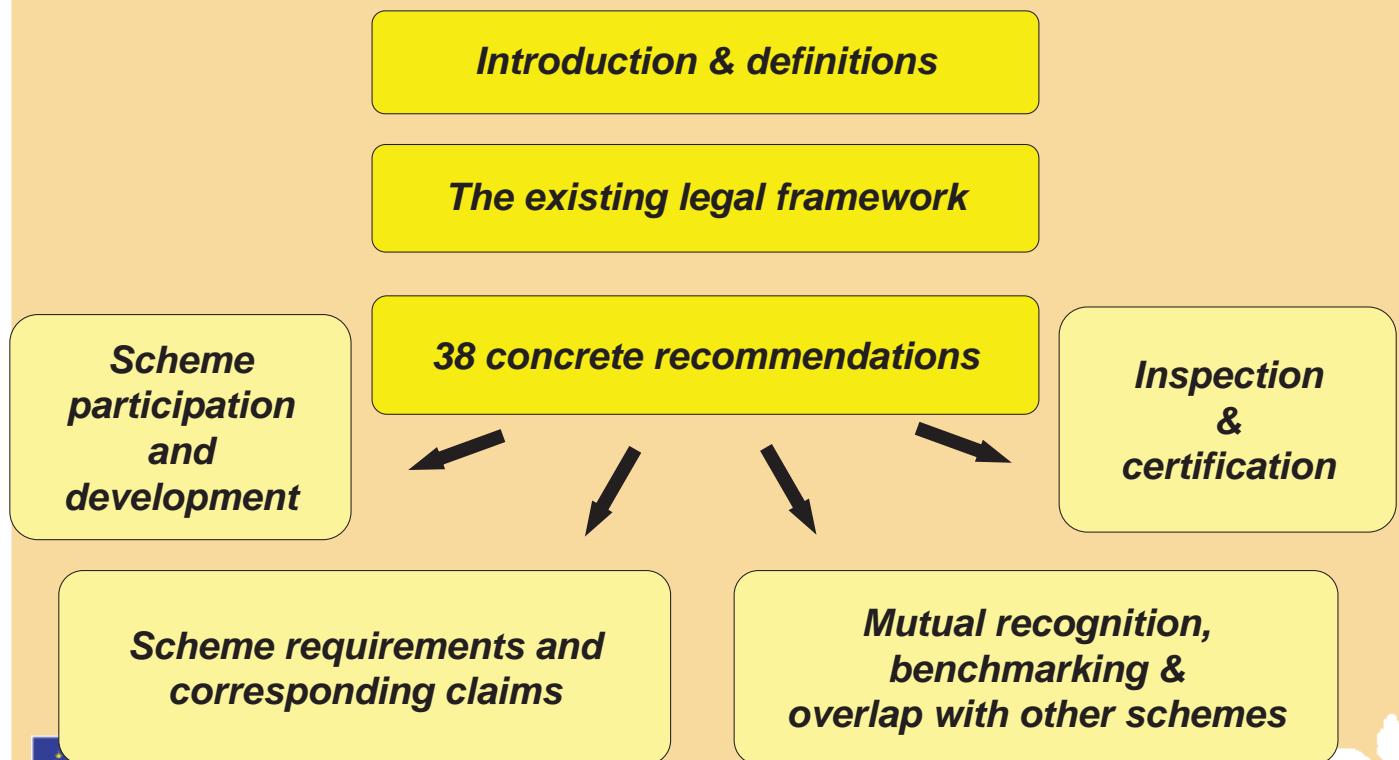 Introduction & definitions
The existing legal framework
38 concrete recommendations
Scheme
participation
and
development
Inspection
&
certification
Scheme requirements and
corresponding claims
Mutual recognition,
benchmarking &
overlap with other schemes